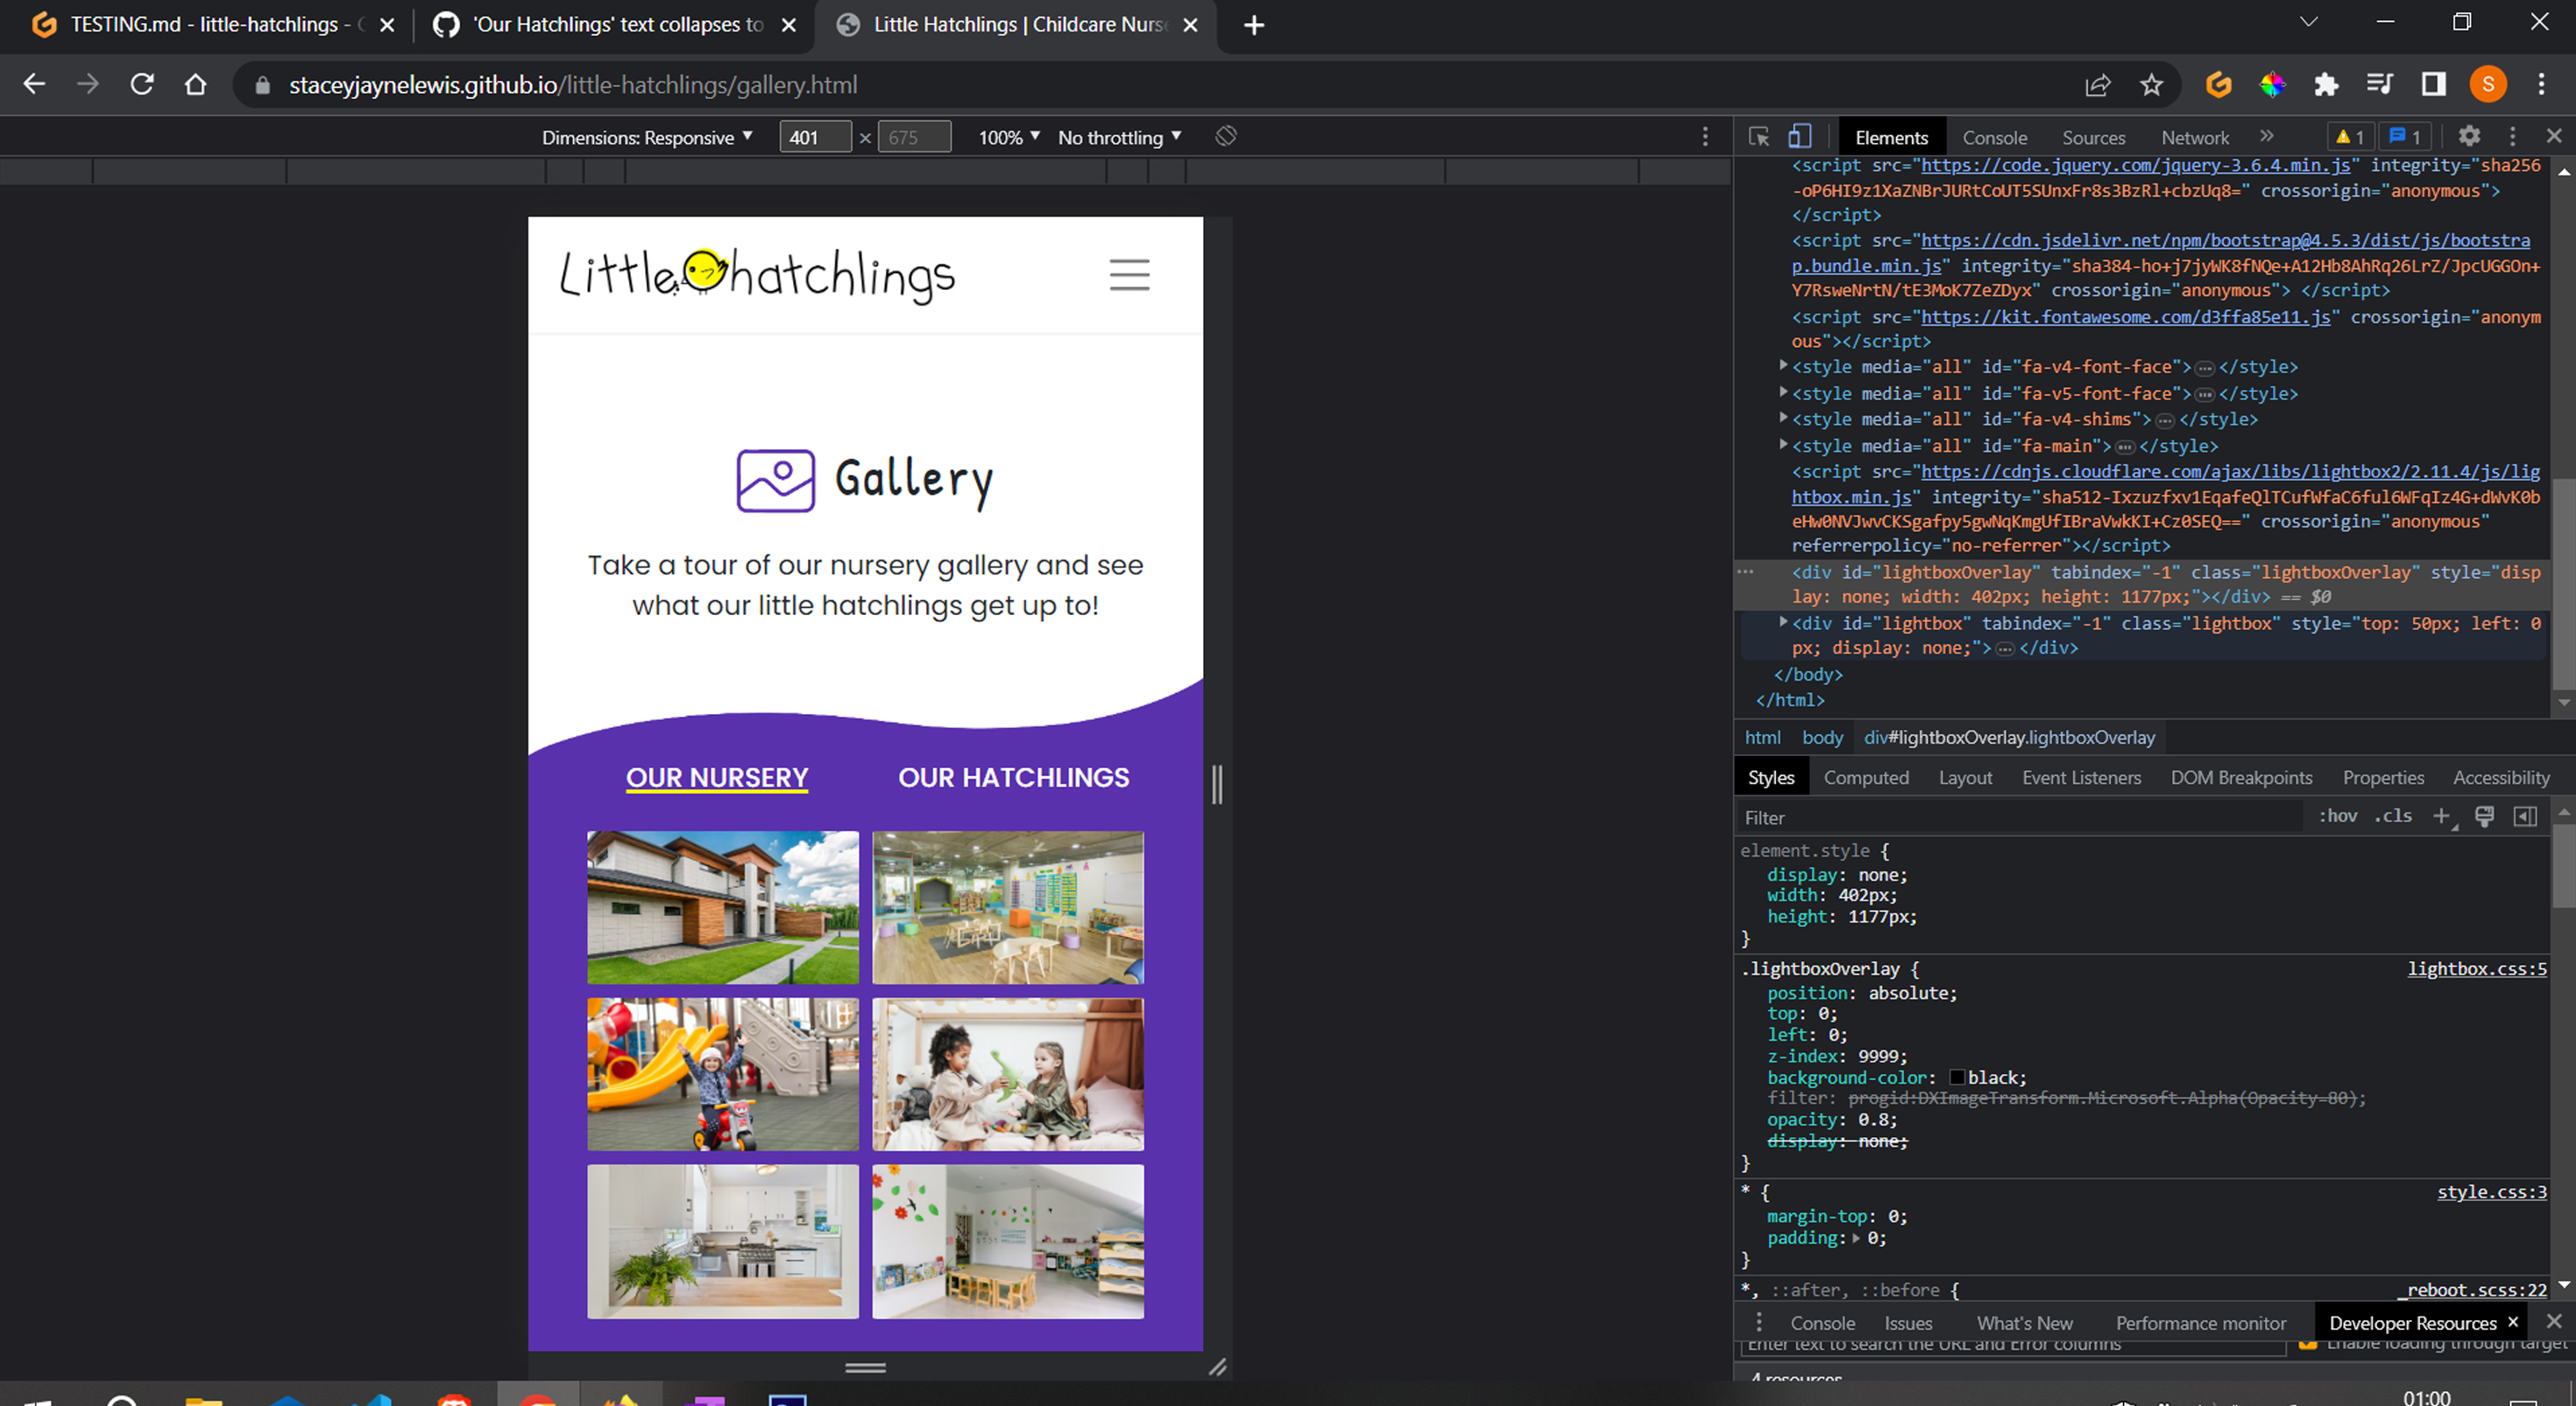 TESTING.md - little-hatchlings -
'Our Hatchlings' text collapses to
Little Hatchlings | Childcare Nurse
staceyjaynelewis.github.io/little-hatchlings/gallery.html
S
Dimensions: Responsive 401 × 675 100% No throttling
Elements Console Sources Network » 1 1
<script src="https://code.jquery.com/jquery-3.6.4.min.js" integrity="sha256
-oP6HI9z1XaZNBrJURtCoUT5SUnxFr8s3BzRl+cbzUq8=" crossorigin="anonymous">
</script>
<script src="https://cdn.jsdelivr.net/npm/bootstrap@4.5.3/dist/js/bootstra
p.bundle.min.js" integrity="sha384-ho+j7jyWK8fNQe+A12Hb8AhRq26LrZ/JpcUGGOn+
Y7RsweNrtN/tE3MoK7ZeZDyx" crossorigin="anonymous"> </script>
<script src="https://kit.fontawesome.com/d3ffa85e11.js" crossorigin="anonym
ous"></script>
<style media="all" id="fa-v4-font-face">…</style>
<style media="all" id="fa-v5-font-face">…</style>
<style media="all" id="fa-v4-shims">…</style>
<style media="all" id="fa-main">…</style>
<script src="https://cdnjs.cloudflare.com/ajax/libs/lightbox2/2.11.4/js/lig
htbox.min.js" integrity="sha512-Ixzuzfxv1EqafeQlTCufWfaC6ful6WFqIz4G+dWvK0b
eHw0NVJwvCKSgafpy5gwNqKmgUfIBraVwkKI+Cz0SEQ==" crossorigin="anonymous"
referrerpolicy="no-referrer"></script>
<div id="lightboxOverlay" tabindex="-1" class="lightboxOverlay" style="disp
lay: none; width: 402px; height: 1177px;"></div> == $0
<div id="lightbox" tabindex="-1" class="lightbox" style="top: 50px; left: 0
px; display: none;">…</div>
</body>
</html>
html body div#lightboxOverlay.lightboxOverlay
Styles Computed Layout Event Listeners DOM Breakpoints Properties Accessibility
Filter :hov .cls +
element.style {
display: none;
width: 402px;
height: 1177px;
}
.lightboxOverlay { lightbox.css:5
position: absolute;
top: 0;
left: 0;
z-index: 9999;
background-color: black;
filter: progid:DXImageTransform.Microsoft.Alpha(Opacity=80);
opacity: 0.8;
display: none;
}
* { style.css:3
margin-top: 0;
padding: 0;
}
*, ::after, ::before { _reboot.scss:22
Console Issues What's New Performance monitor Developer Resources ×
Enter text to search the URL and Error columns Enable loading through target
4 resources
Little hatchlings
Gallery
Take a tour of our nursery gallery and see
what our little hatchlings get up to!
OUR NURSERY OUR HATCHLINGS
01:00